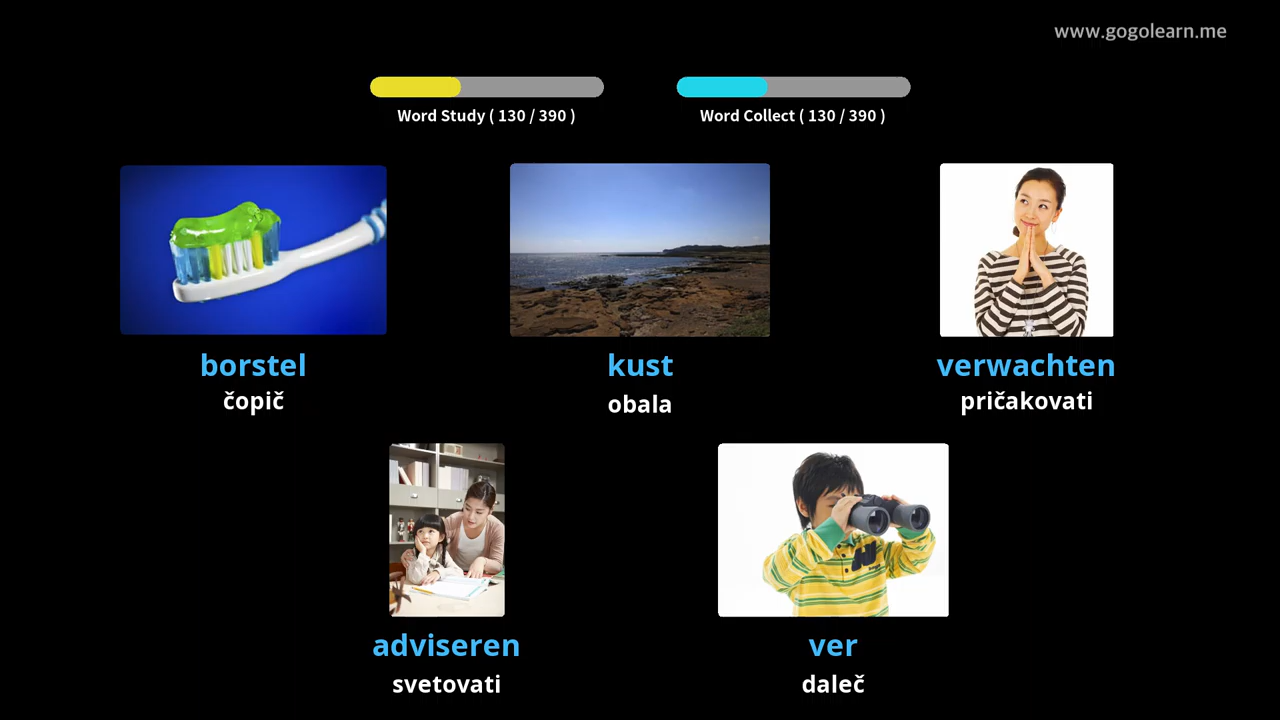 www.gogolearn.me
Word Study ( 130 / 390 )
Word Collect ( 130 / 390 )
borstel
čopič
kust
obala
verwachten
pričakovati
adviseren
svetovati
ver
daleč